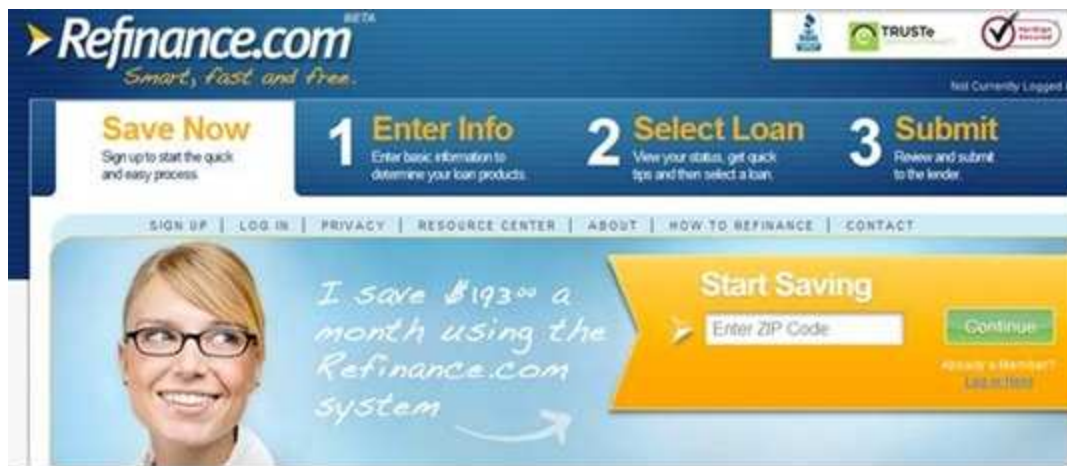 BETA
Refinance.com
Smart, fast and free.
TRUSTe
VeriSign
Secured
Not Currently Logged
Save Now
Sign up to start the quick
and easy process
1
Enter Info
Enter basic information to
determine your loan products.
2
Select Loan
View your status, get quick
tips and then select a loan.
3
Submit
Review and submit
to the lender.
SIGN UP | LOG IN | PRIVACY | RESOURCE CENTER | ABOUT | HOW TO REFINANCE | CONTACT
I save $193.00 a
month using the
Refinance.com
system
Start Saving
Enter ZIP Code
Continue
Already a Member?
Log in Here